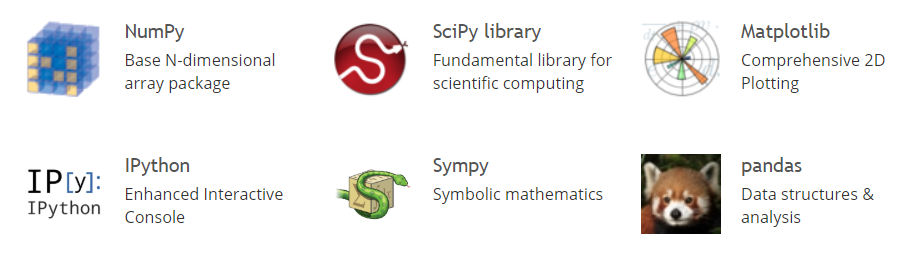 NumPy
Base N-dimensional
array package
SciPy library
Fundamental library for
scientific computing
Matplotlib
Comprehensive 2D
Plotting
IP[y]:
IPython
IPython
Enhanced Interactive
Console
Sympy
Symbolic mathematics
pandas
Data structures &
analysis